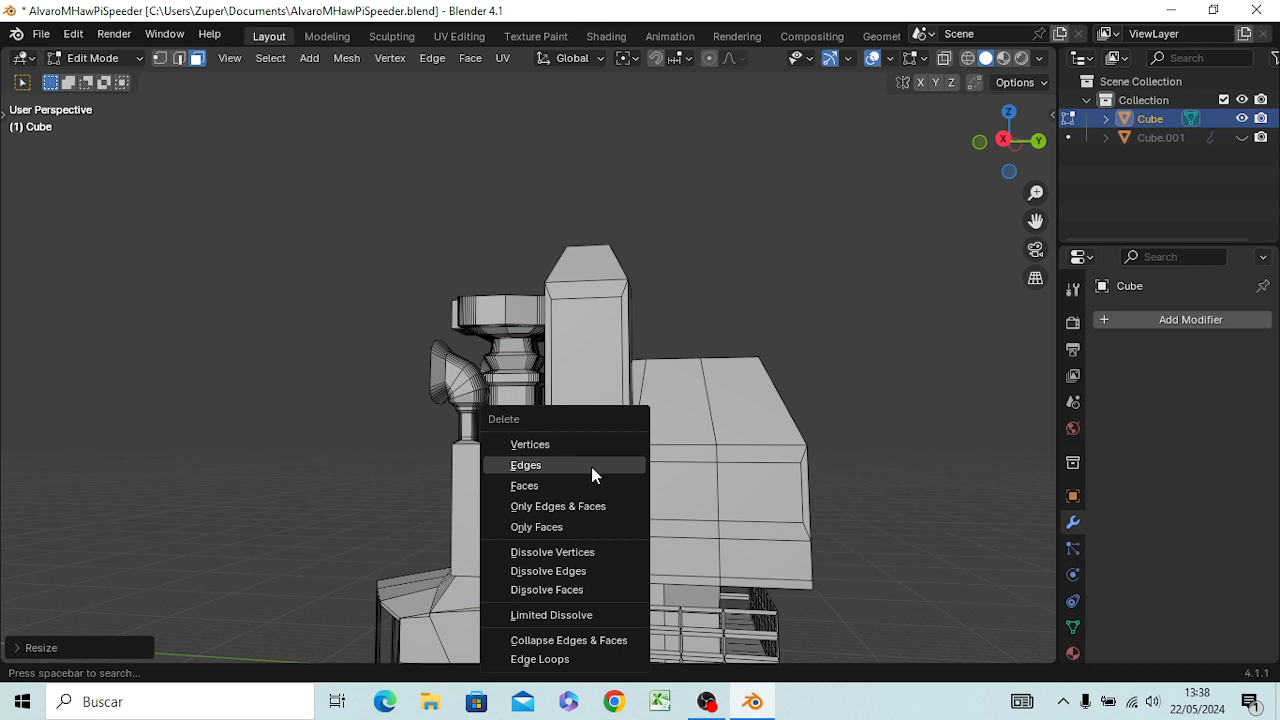 * AlvaroMHawPiSpeeder [C:\Users\Zuper\Documents\AlvaroMHawPiSpeeder.blend] - Blender 4.1
File Edit Render Window Help Layout Modeling Sculpting UV Editing Texture Paint Shading Animation Rendering Compositing Geomet Scene ViewLayer
Edit Mode View Select Add Mesh Vertex Edge Face UV Global Search
X Y Z Options
User Perspective
(1) Cube
Scene Collection
Collection
Cube
Cube.001
Z
X
Y
Search
Cube
Add Modifier
Delete
Vertices
Edges
Faces
Only Edges & Faces
Only Faces
Dissolve Vertices
Dissolve Edges
Dissolve Faces
Limited Dissolve
Collapse Edges & Faces
Edge Loops
Resize
Press spacebar to search...
4.1.1
Buscar
13:38
22/05/2024
1